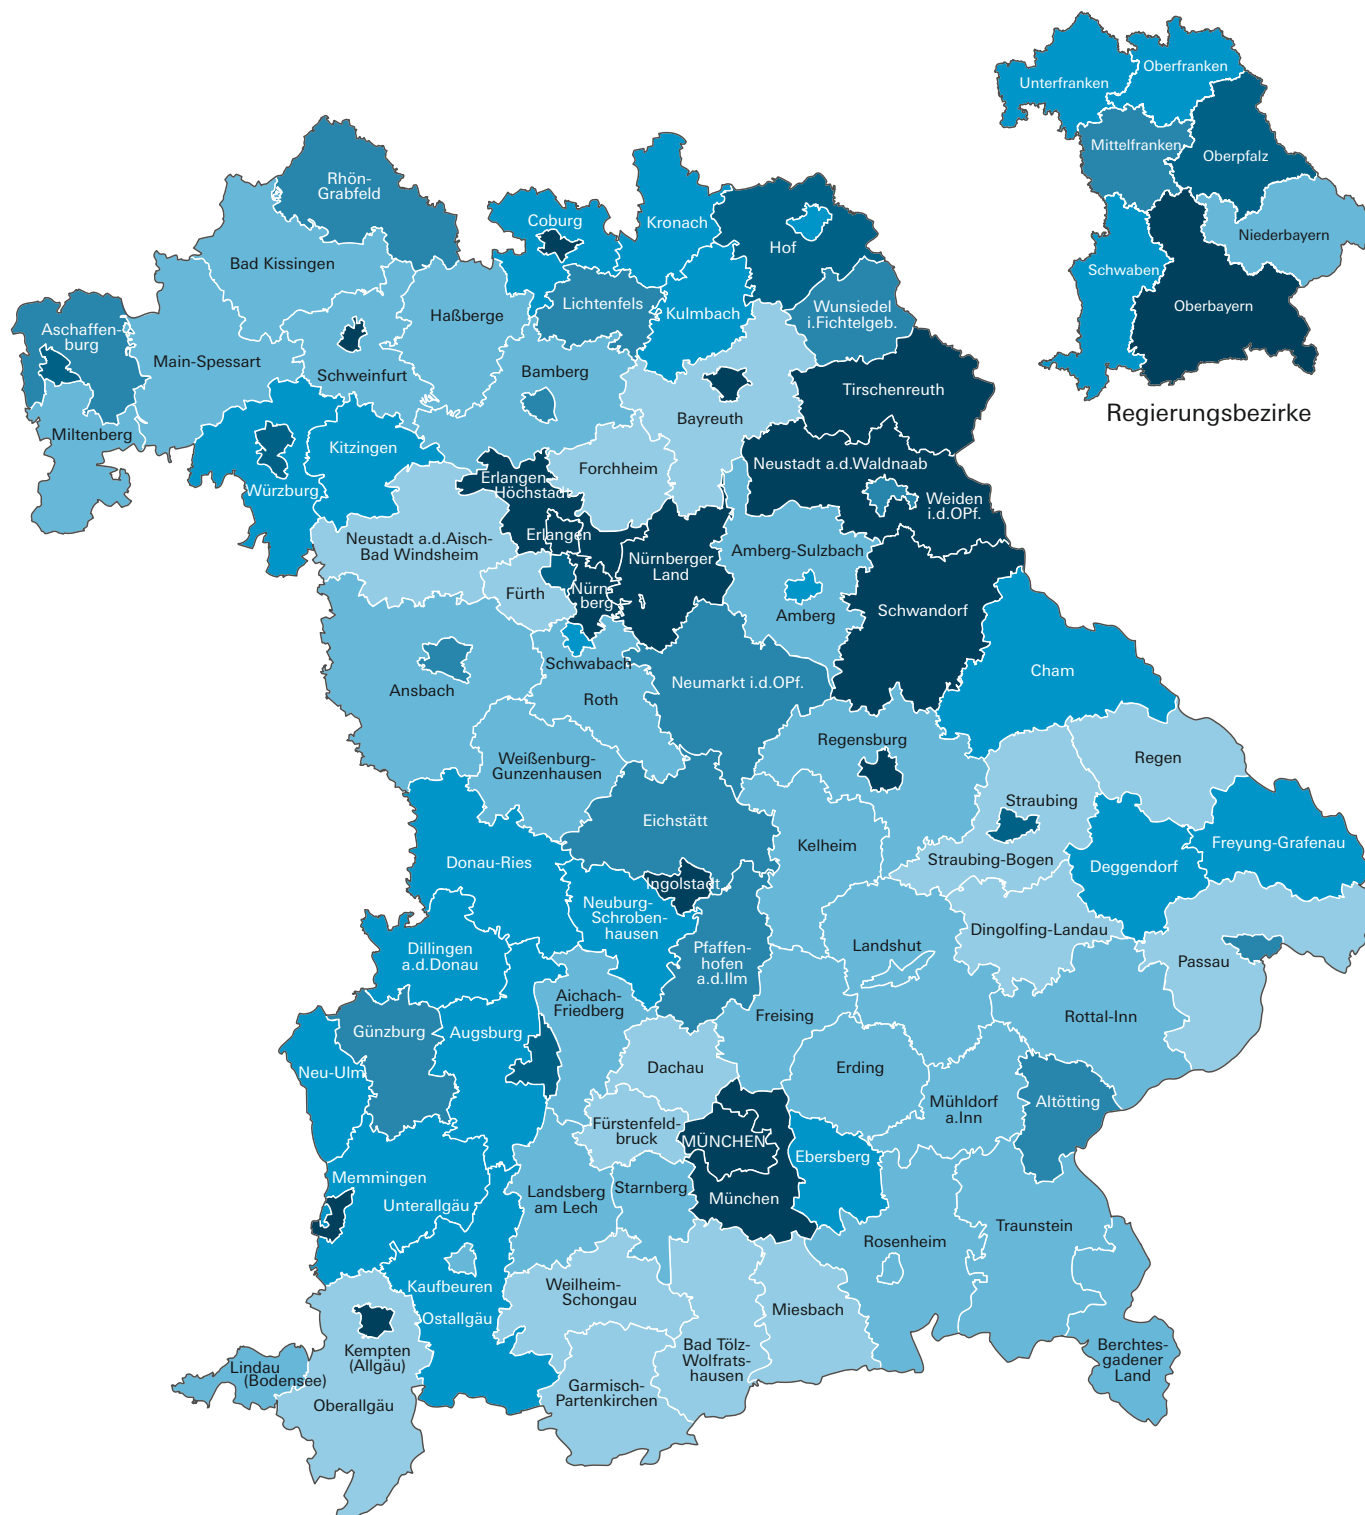 Unterfranken
Oberfranken
Mittelfranken
Oberpfalz
Niederbayern
Schwaben
Oberbayern
Regierungsbezirke
Rhön-
Grabfeld
Coburg
Kronach
Hof
Bad Kissingen
Lichtenfels
Kulmbach
Wunsiedel
i.Fichtelgeb.
Haßberge
Aschaffen-
burg
Main-Spessart
Schweinfurt
Bamberg
Tirschenreuth
Bayreuth
Miltenberg
Kitzingen
Würzburg
Forchheim
Erlangen-
Höchstadt
Neustadt a.d.Waldnaab
Weiden
i.d.OPf.
Neustadt a.d.Aisch-
Bad Windsheim
Erlangen
Nürnberger
Land
Amberg-Sulzbach
Fürth
Nürn-
berg
Amberg
Schwandorf
Schwabach
Roth
Ansbach
Neumarkt i.d.OPf.
Cham
Weißenburg-
Gunzenhausen
Regensburg
Regen
Straubing
Eichstätt
Kelheim
Straubing-Bogen
Deggendorf
Freyung-Grafenau
Donau-Ries
Ingolstadt
Neuburg-
Schroben-
hausen
Dillingen
a.d.Donau
Pfaffen-
hofen
a.d.Ilm
Landshut
Dingolfing-Landau
Passau
Aichach-
Friedberg
Freising
Rottal-Inn
Günzburg
Augsburg
Neu-Ulm
Dachau
Erding
Mühldorf
a.Inn
Altötting
Fürstenfeld-
bruck
MÜNCHEN
Ebersberg
Memmingen
Unterallgäu
Landsberg
am Lech
Starnberg
München
Traunstein
Rosenheim
Kaufbeuren
Ostallgäu
Weilheim-
Schongau
Miesbach
Kempten
(Allgäu)
Bad Tölz-
Wolfrats-
hausen
Berchtes-
gadener
Land
Lindau
(Bodensee)
Oberallgäu
Garmisch-
Partenkirchen